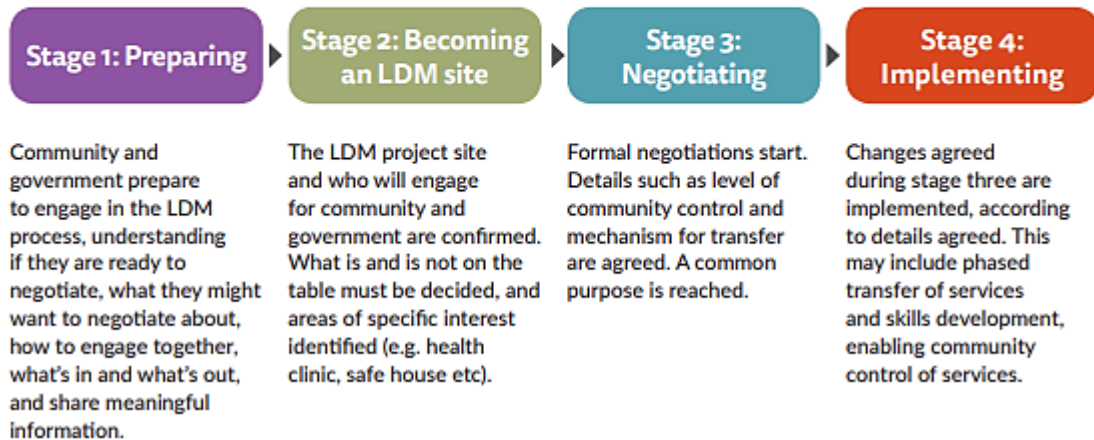 Stage 1: Preparing
Stage 2: Becoming
an LDM site
Stage 3:
Negotiating
Stage 4:
Implementing
Community and
government prepare
to engage in the LDM
process, understanding
if they are ready to
negotiate, what they might
want to negotiate about,
how to engage together,
what's in and what's out,
and share meaningful
information.
The LDM project site
and who will engage
for community and
government are confirmed.
What is and is not on the
table must be decided, and
areas of specific interest
identified (e.g. health
clinic, safe house etc).
Formal negotiations start.
Details such as level of
community control and
mechanism for transfer
are agreed. A common
purpose is reached.
Changes agreed
during stage three are
implemented, according
to details agreed. This
may include phased
transfer of services
and skills development,
enabling community
control of services.